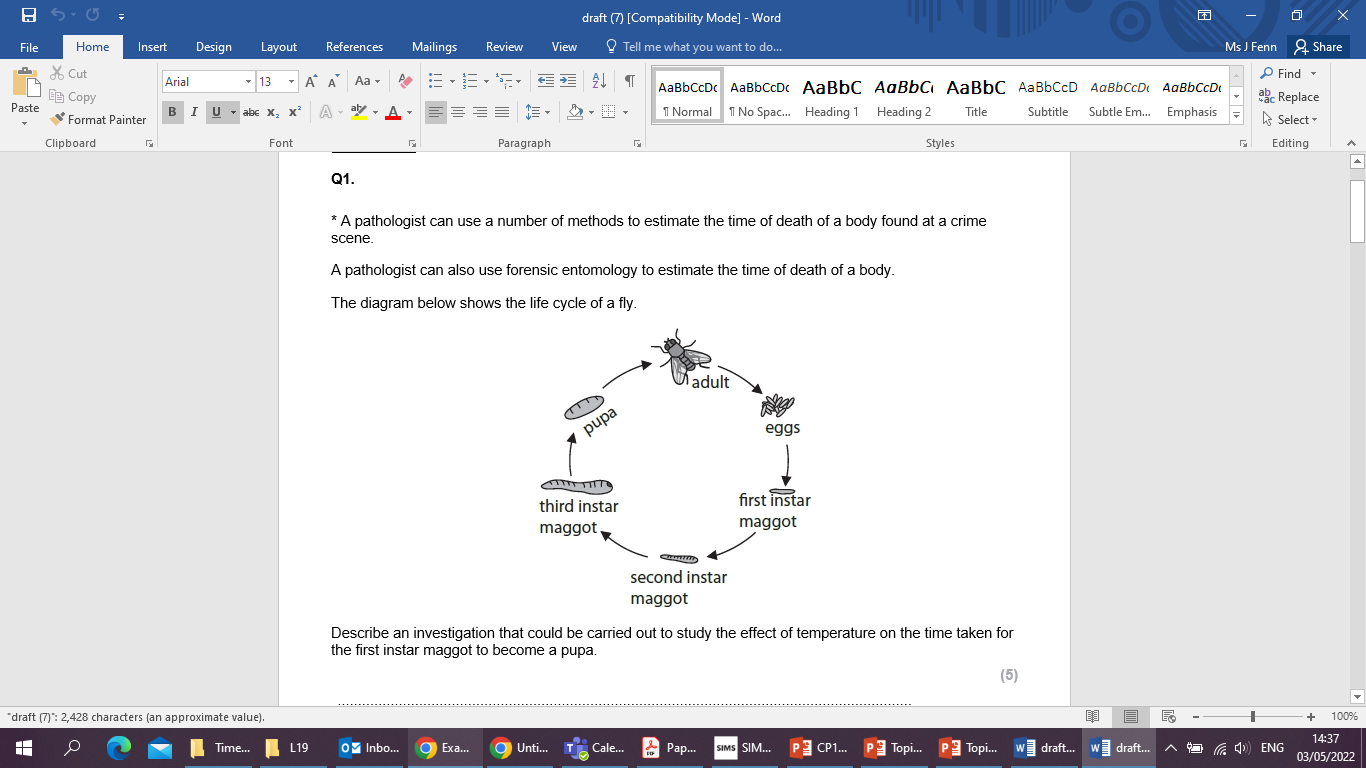 draft (7) [Compatibility Mode] - Word
File Home Insert Design Layout References Mailings Review View Tell me what you want to do... Ms J Fenn Share
Paste
Cut
Copy
Format Painter
Clipboard
Arial 13
Font
Paragraph
AaBbCcDc AaBbCcDc AaBbC AaBbCc AaBbC AaBbCcD AaBbCcDc AaBbCcDc
¶ Normal ¶ No Spac... Heading 1 Heading 2 Title Subtitle Subtle Em... Emphasis
Styles
Find
Replace
Select
Editing
Q1.
* A pathologist can use a number of methods to estimate the time of death of a body found at a crime
scene.
A pathologist can also use forensic entomology to estimate the time of death of a body.
The diagram below shows the life cycle of a fly.
adult
eggs
first instar
maggot
second instar
maggot
third instar
maggot
pupa
Describe an investigation that could be carried out to study the effect of temperature on the time taken for
the first instar maggot to become a pupa.
(5)
"draft (7)": 2,428 characters (an approximate value). 100%
Time... L19 Inbo... Exa... Unti... Cale... Pap... SIMS SIM... CP1... Topi... Topi... draft... draft... ENG 14:37
03/05/2022